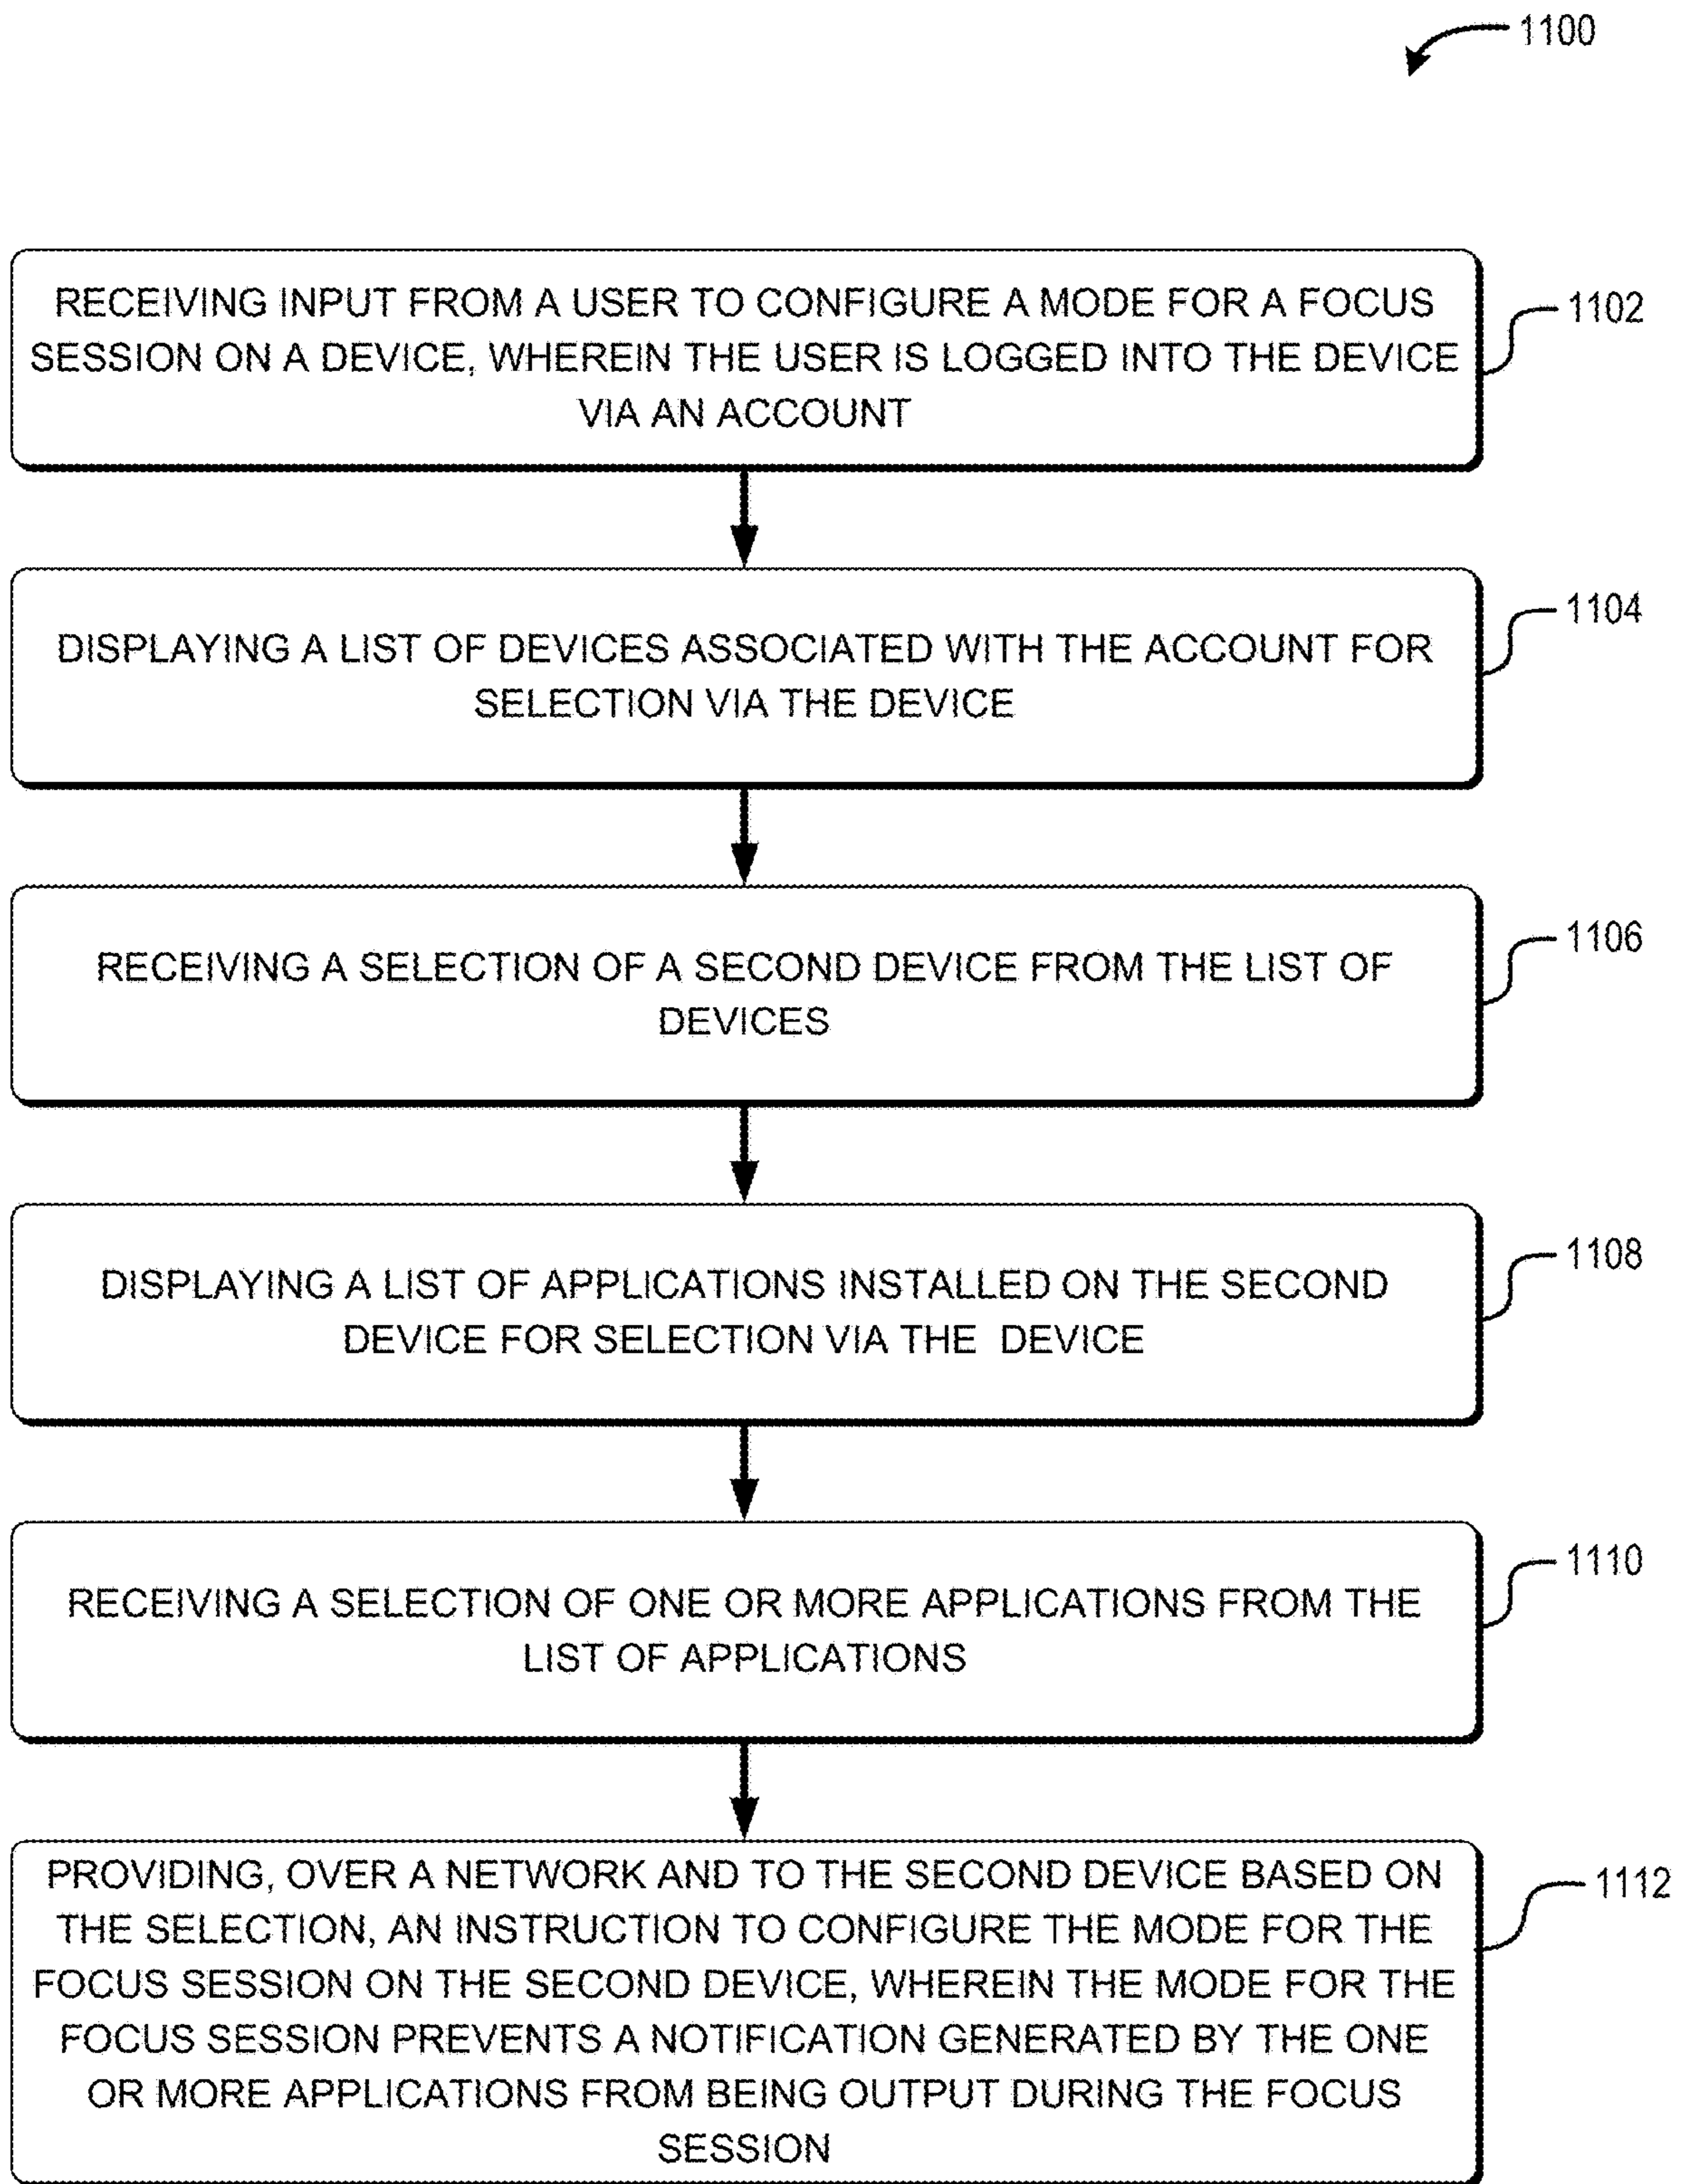 1100
RECEIVING INPUT FROM A USER TO CONFIGURE A MODE FOR A FOCUS
SESSION ON A DEVICE, WHEREIN THE USER IS LOGGED INTO THE DEVICE
VIA AN ACCOUNT
1102
DISPLAYING A LIST OF DEVICES ASSOCIATED WITH THE ACCOUNT FOR
SELECTION VIA THE DEVICE
1104
RECEIVING A SELECTION OF A SECOND DEVICE FROM THE LIST OF
DEVICES
1106
DISPLAYING A LIST OF APPLICATIONS INSTALLED ON THE SECOND
DEVICE FOR SELECTION VIA THE DEVICE
1108
RECEIVING A SELECTION OF ONE OR MORE APPLICATIONS FROM THE
LIST OF APPLICATIONS
1110
PROVIDING, OVER A NETWORK AND TO THE SECOND DEVICE BASED ON
THE SELECTION, AN INSTRUCTION TO CONFIGURE THE MODE FOR THE
FOCUS SESSION ON THE SECOND DEVICE, WHEREIN THE MODE FOR THE
FOCUS SESSION PREVENTS A NOTIFICATION GENERATED BY THE ONE
OR MORE APPLICATIONS FROM BEING OUTPUT DURING THE FOCUS
SESSION
1112